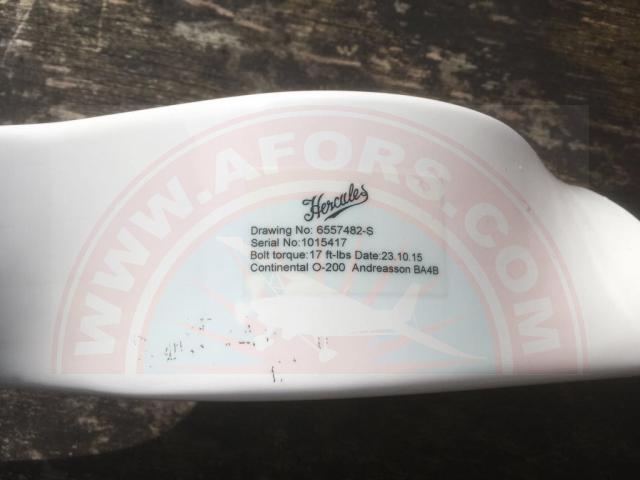 WWW.AFORS.COM
Hercules
Drawing No: 6557482-S
Serial No:1015417
Bolt torque:17 ft-lbs Date:23.10.15
Continental O-200 Andreasson BA4B